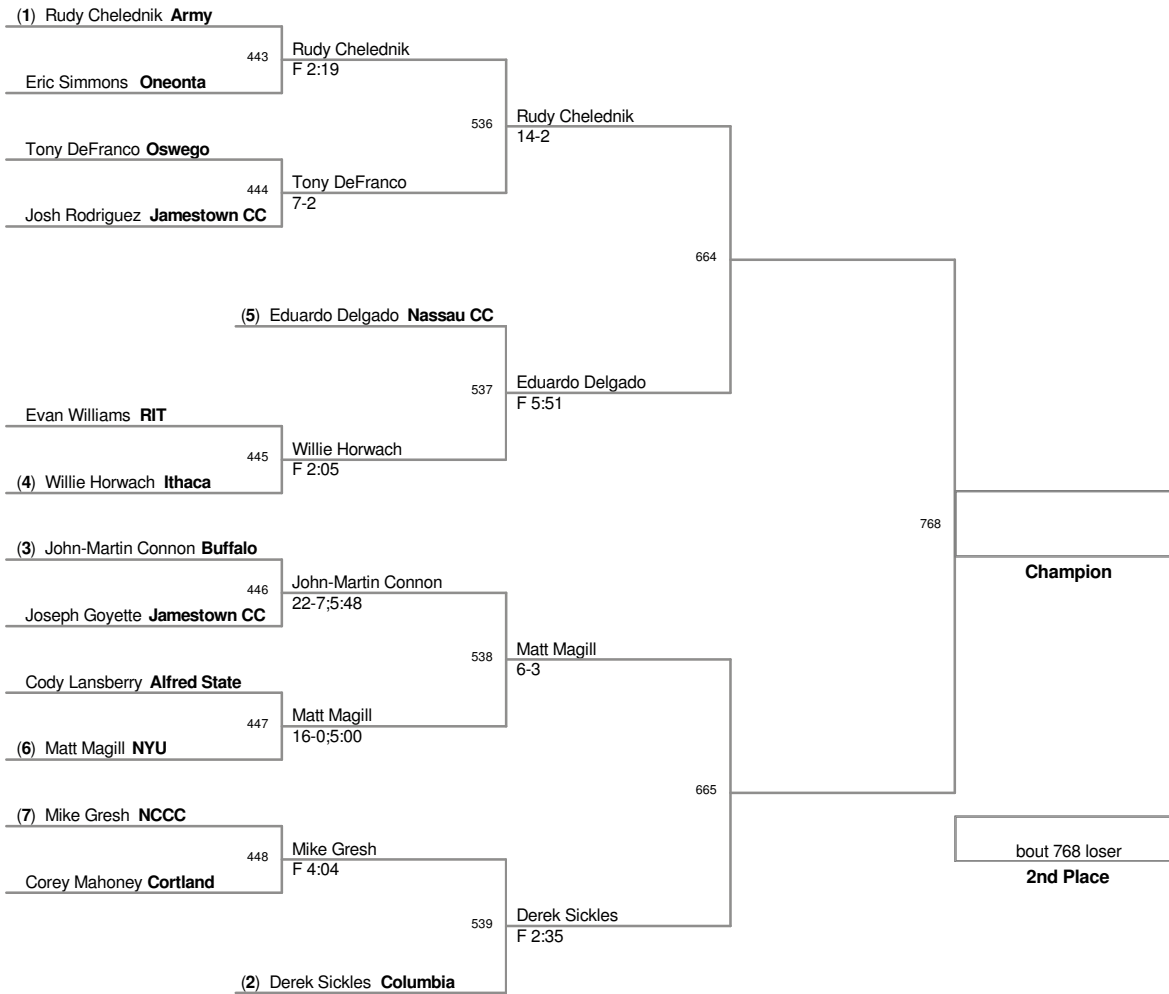 (1) Rudy Chelednik Army
443
Rudy Chelednik
F 2:19
Eric Simmons Oneonta
536
Rudy Chelednik
14-2
Tony DeFranco Oswego
444
Tony DeFranco
7-2
Josh Rodriguez Jamestown CC
664
(5) Eduardo Delgado Nassau CC
537
Eduardo Delgado
F 5:51
Evan Williams RIT
445
Willie Horwach
F 2:05
(4) Willie Horwach Ithaca
768
Champion
(3) John-Martin Connon Buffalo
446
John-Martin Connon
22-7;5:48
Joseph Goyette Jamestown CC
538
Matt Magill
6-3
Cody Lansberry Alfred State
447
Matt Magill
16-0;5:00
(6) Matt Magill NYU
665
(7) Mike Gresh NCCC
448
Mike Gresh
F 4:04
Corey Mahoney Cortland
bout 768 loser
2nd Place
539
Derek Sickles
F 2:35
(2) Derek Sickles Columbia